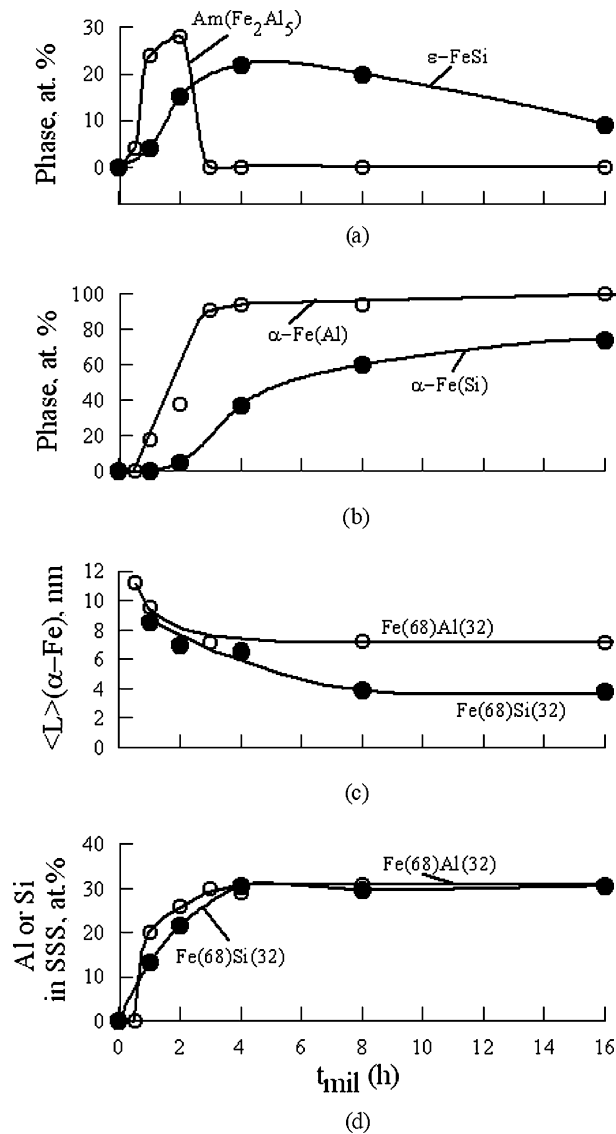 Am(Fe₂Al₅)
ε–FeSi
Phase, at. %
30
20
10
0
(a)
Phase, at. %
100
80
60
40
20
0
α–Fe(Al)
α–Fe(Si)
(b)
<L>(α–Fe), nm
12
10
8
6
4
2
0
Fe(68)Al(32)
Fe(68)Si(32)
(c)
Al or Si
in SSS, at.%
40
30
20
10
0
Fe(68)Al(32)
Fe(68)Si(32)
0 2 4 6 8 10 12 14 16
tmil (h)
(d)